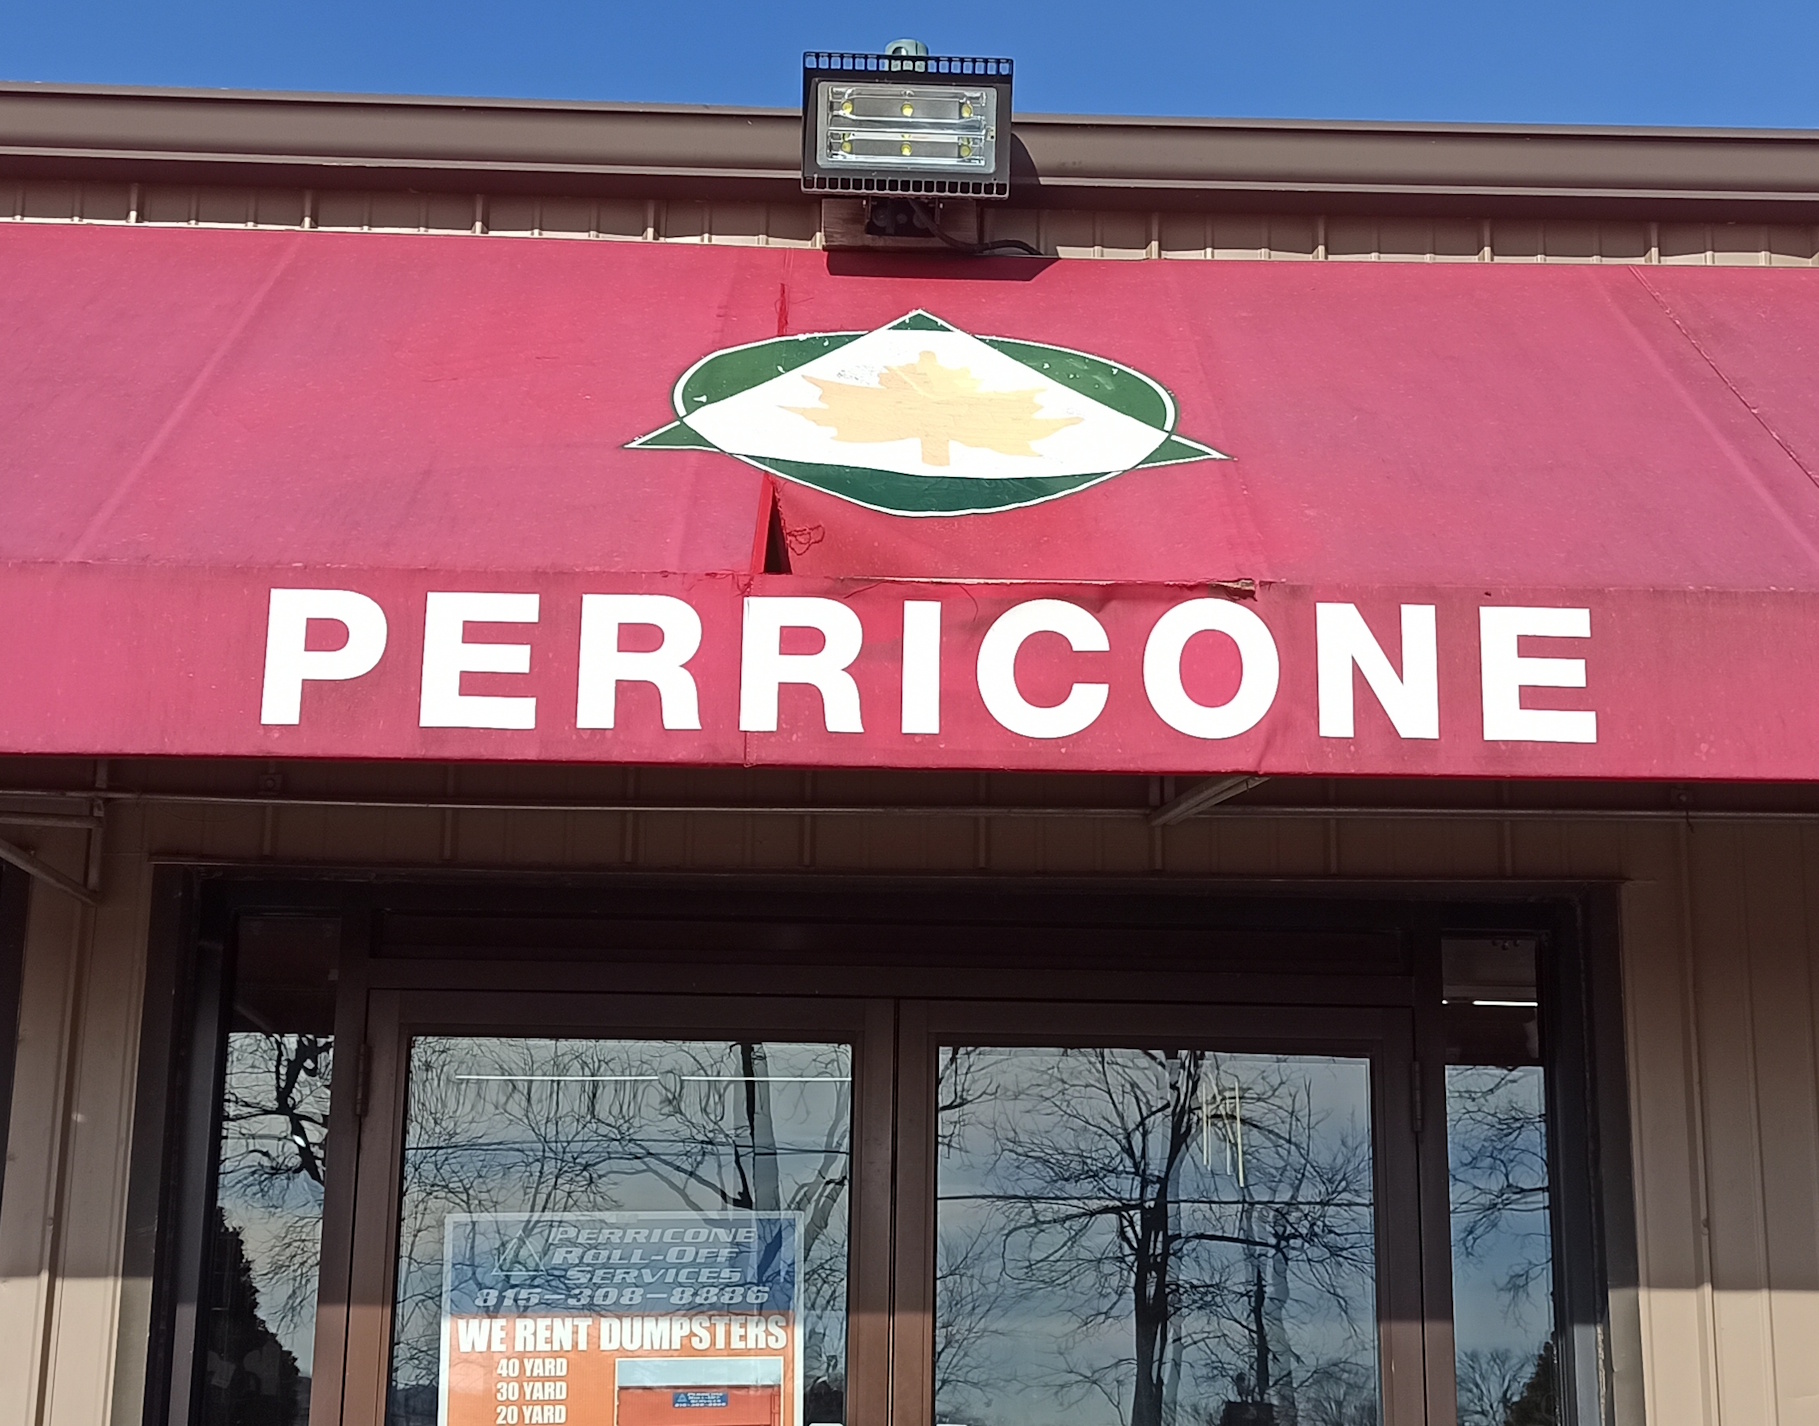 PERRICONE
PERRICONE
ROLL-OFF
SERVICES
815-308-8886
WE RENT DUMPSTERS
40 YARD
30 YARD
20 YARD